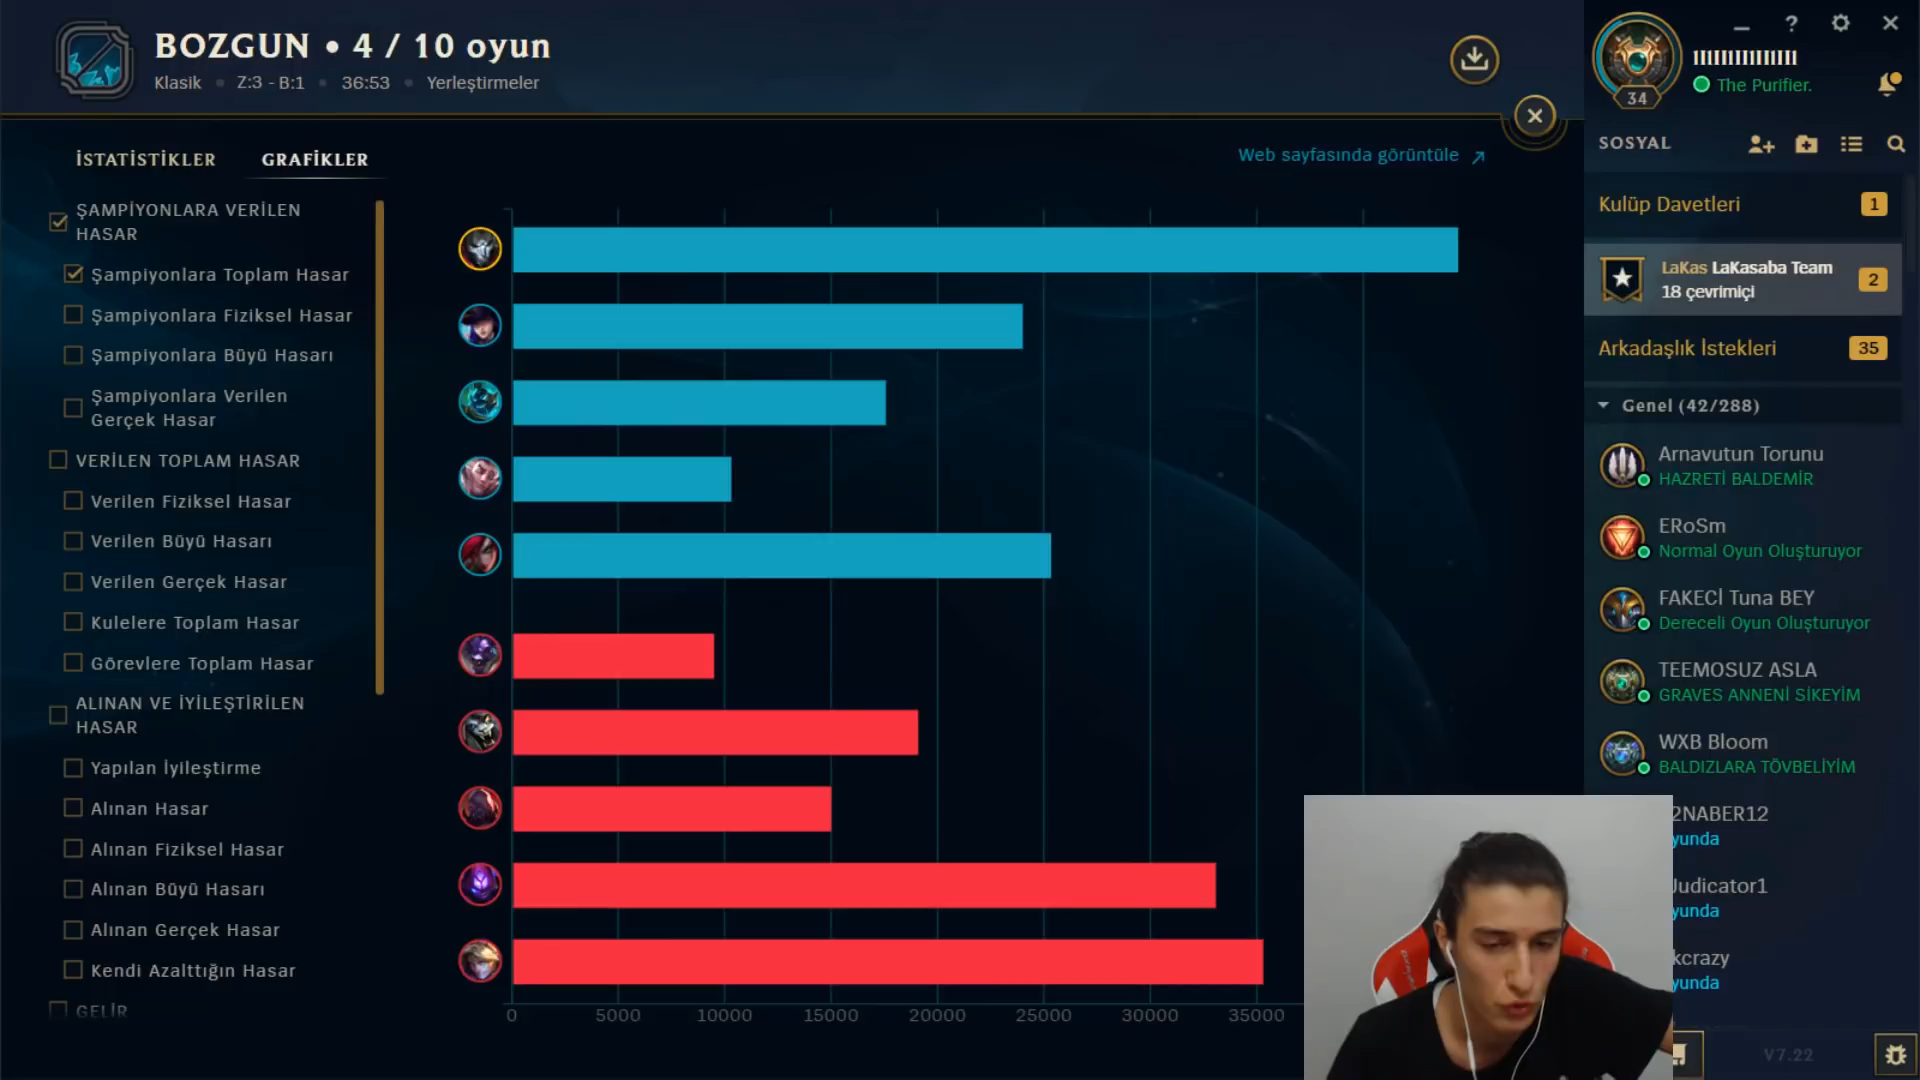 BOZGUN • 4 / 10 oyun
Klasik • Z:3 - B:1 • 36:53 • Yerleştirmeler
İSTATİSTİKLER GRAFİKLER
Web sayfasında görüntüle
ŞAMPİYONLARA VERİLEN
HASAR
Şampiyonlara Toplam Hasar
Şampiyonlara Fiziksel Hasar
Şampiyonlara Büyü Hasarı
Şampiyonlara Verilen
Gerçek Hasar
VERİLEN TOPLAM HASAR
Verilen Fiziksel Hasar
Verilen Büyü Hasarı
Verilen Gerçek Hasar
Kulelere Toplam Hasar
Görevlere Toplam Hasar
ALINAN VE İYİLEŞTİRİLEN
HASAR
Yapılan İyileştirme
Alınan Hasar
Alınan Fiziksel Hasar
Alınan Büyü Hasarı
Alınan Gerçek Hasar
Kendi Azalttığın Hasar
GELİR
0 5000 10000 15000 20000 25000 30000 35000
34
The Purifier.
SOSYAL
Kulüp Davetleri 1
LaKas LaKasaba Team 2
18 çevrimiçi
Arkadaşlık İstekleri 35
Genel (42/288)
Arnavutun Torunu
HAZRETİ BALDEMİR
ERoSm
Normal Oyun Oluşturuyor
FAKECİ Tuna BEY
Dereceli Oyun Oluşturuyor
TEEMOSUZ ASLA
GRAVES ANNENİ SİKEYİM
WXB Bloom
BALDIZLARA TÖVBELİYİM
2NABER12
yunda
Judicator1
yunda
kcrazy
yunda
V7.22